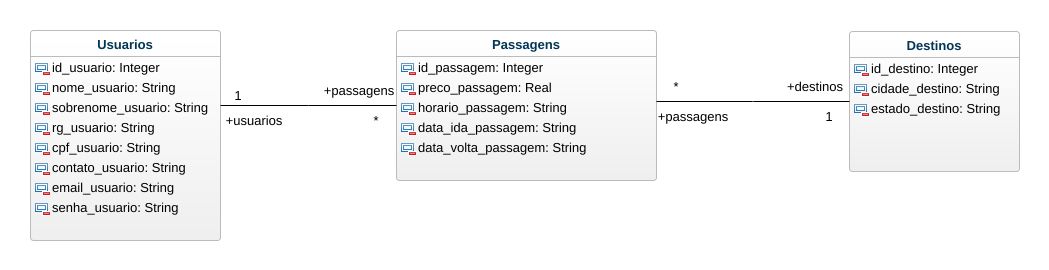 Usuarios
id_usuario: Integer
nome_usuario: String
sobrenome_usuario: String
rg_usuario: String
cpf_usuario: String
contato_usuario: String
email_usuario: String
senha_usuario: String
1
+passagens
+usuarios
*
Passagens
id_passagem: Integer
preco_passagem: Real
horario_passagem: String
data_ida_passagem: String
data_volta_passagem: String
*
+destinos
+passagens
1
Destinos
id_destino: Integer
cidade_destino: String
estado_destino: String